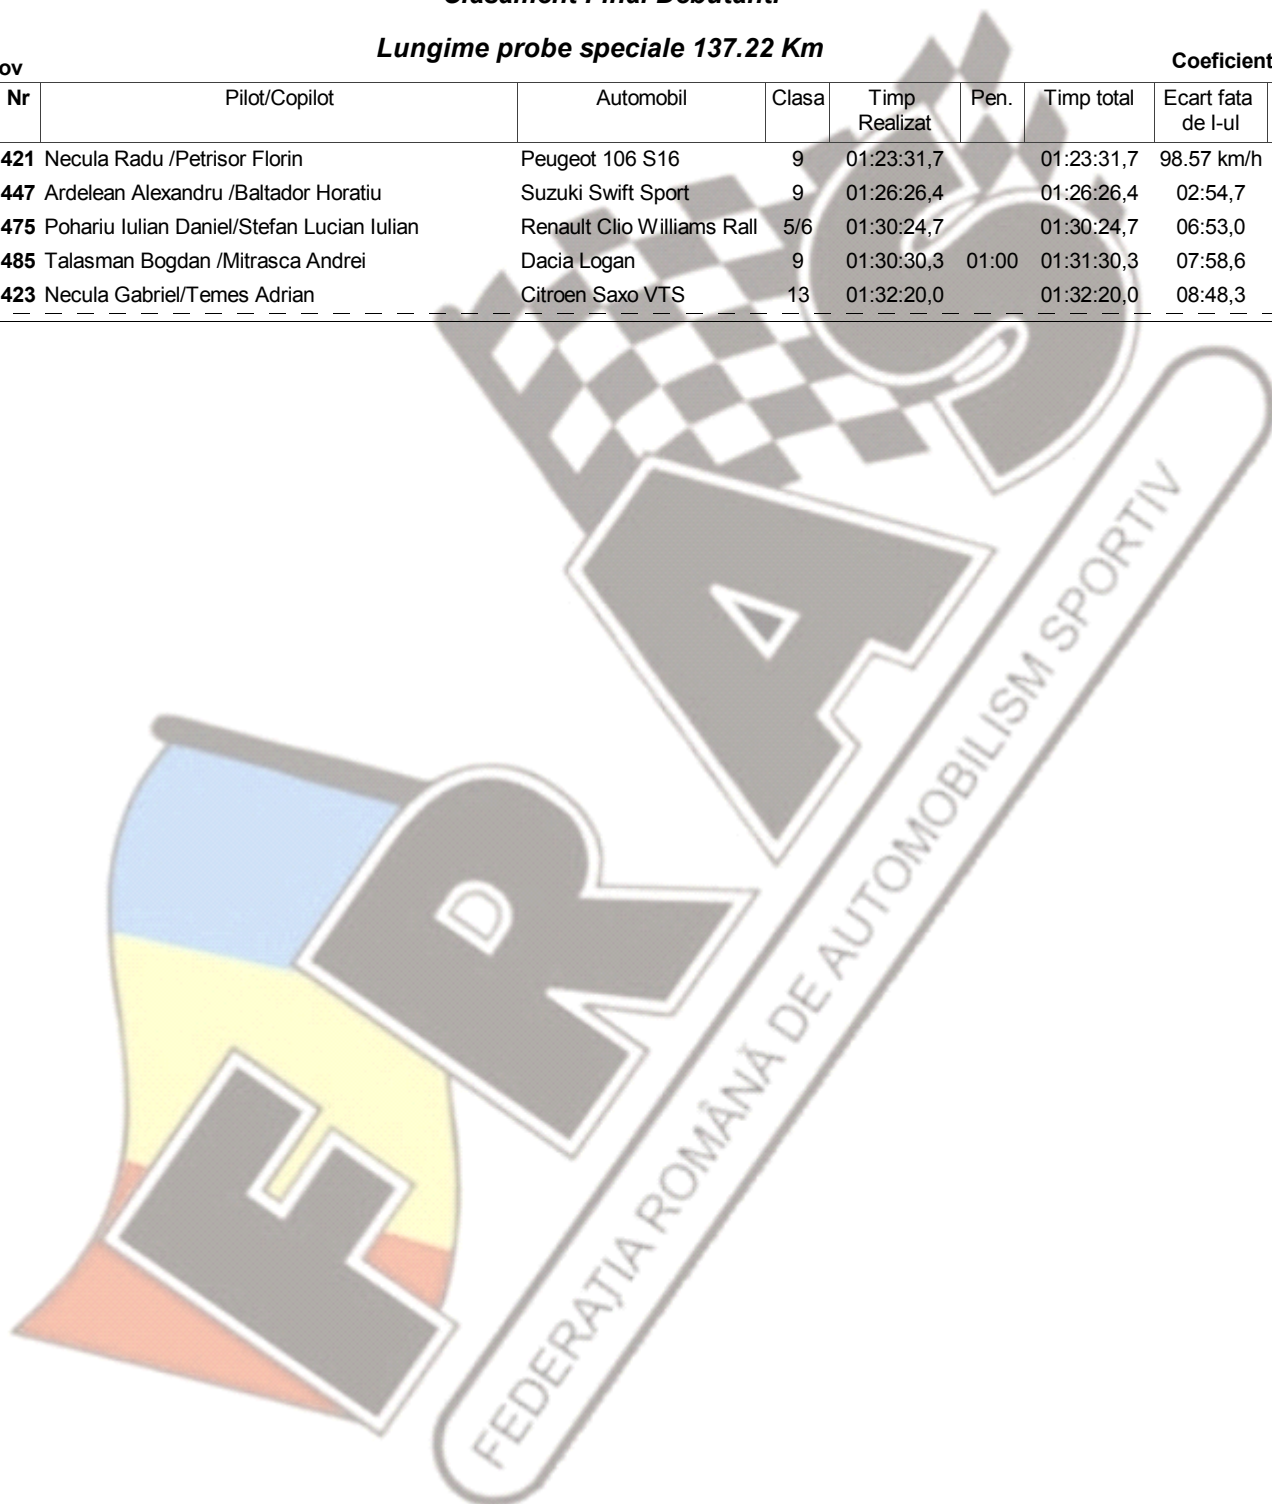 Clasament Final Debutanti
Lungime probe speciale 137.22 Km
ov
Coeficient
Nr Pilot/Copilot Automobil Clasa Timp Realizat Pen. Timp total Ecart fata de l-ul
421 Necula Radu /Petrisor Florin Peugeot 106 S16 9 01:23:31,7 01:23:31,7 98.57 km/h
447 Ardelean Alexandru /Baltador Horatiu Suzuki Swift Sport 9 01:26:26,4 01:26:26,4 02:54,7
475 Pohariu Iulian Daniel/Stefan Lucian Iulian Renault Clio Williams Rall 5/6 01:30:24,7 01:30:24,7 06:53,0
485 Talasman Bogdan /Mitrasca Andrei Dacia Logan 9 01:30:30,3 01:00 01:31:30,3 07:58,6
423 Necula Gabriel/Temes Adrian Citroen Saxo VTS 13 01:32:20,0 01:32:20,0 08:48,3
FRAS
FEDERAŢIA ROMÂNĂ DE AUTOMOBILISM SPORTIV